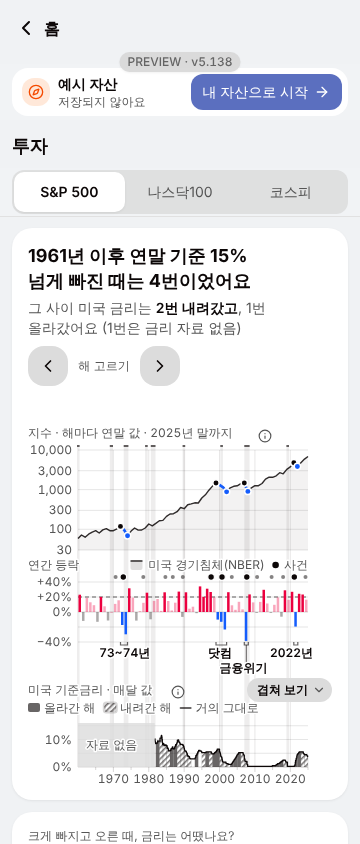 홈
PREVIEW · v5.138
예시 자산
저장되지 않아요
내 자산으로 시작 →
투자
S&P 500
나스닥100
코스피
1961년 이후 연말 기준 15%
넘게 빠진 때는 4번이었어요
그 사이 미국 금리는 2번 내려갔고, 1번
올라갔어요 (1번은 금리 자료 없음)
해 고르기
지수 · 해마다 연말 값 · 2025년 말까지
10,000
3,000
1,000
300
100
30
연간 등락
미국 경기침체(NBER)
사건
+40%
+20%
0%
−40%
73~74년
닷컴
2022년
금융위기
미국 기준금리 · 매달 값
겹쳐 보기
올라간 해
내려간 해
거의 그대로
10%
자료 없음
0%
1970 1980 1990 2000 2010 2020
크게 빠지고 오른 때, 금리는 어땠나요?